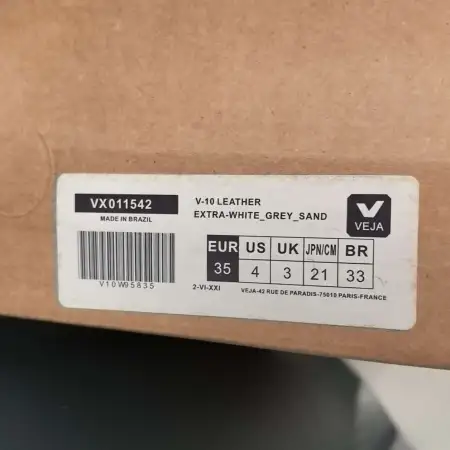 VX011542
MADE IN BRAZIL
V10W95835
V-10 LEATHER
EXTRA-WHITE_GREY_SAND
VEJA
EUR US UK JPN/CM BR
35 4 3 21 33
2-VI-XXI
VEJA-42 RUE DE PARADIS-75010 PARIS-FRANCE